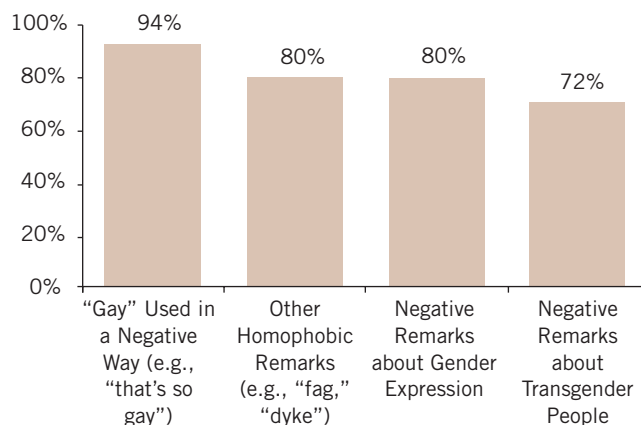 100%
94%
80%
80%
72%
80%
60%
40%
20%
0%
“Gay” Used in
a Negative
Way (e.g.,
“that’s so
gay”)
Other
Homophobic
Remarks
(e.g., “fag,”
“dyke”)
Negative
Remarks
about Gender
Expression
Negative
Remarks
about
Transgender
People